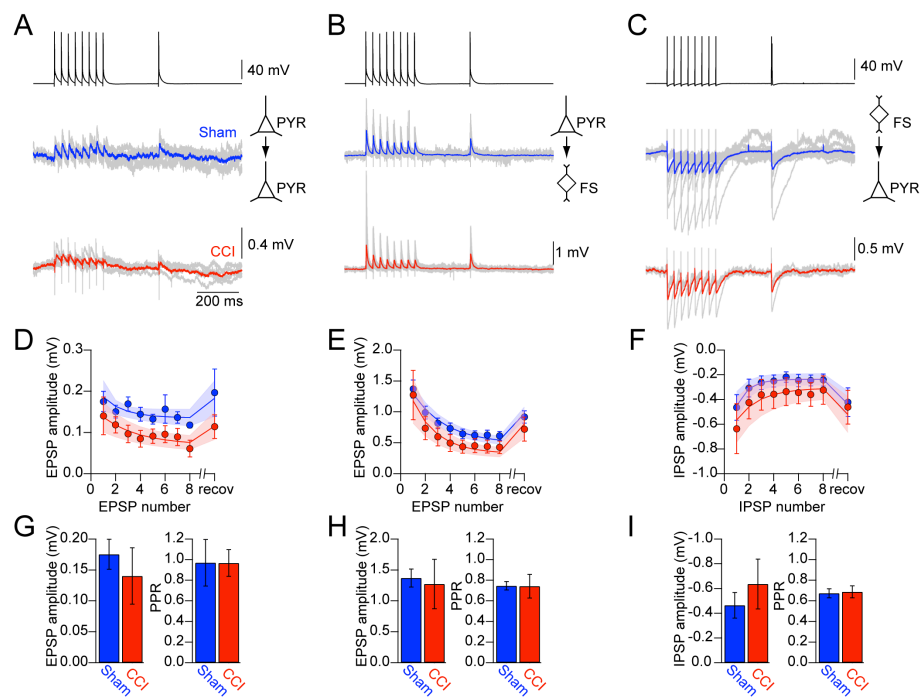 A
B
C
40 mV
40 mV
40 mV
PYR
PYR
FS
Sham
PYR
FS
PYR
CCI
0.4 mV
1 mV
0.5 mV
200 ms
D
E
F
EPSP amplitude (mV)
0.3
0.2
0.1
0.0
0 2 4 6 8 recov
EPSP number
EPSP amplitude (mV)
2.0
1.5
1.0
0.5
0.0
0 2 4 6 8 recov
EPSP number
IPSP amplitude (mV)
-0.0
-0.2
-0.4
-0.6
-0.8
-1.0
0 2 4 6 8 recov
IPSP number
G
H
I
EPSP amplitude (mV)
0.20
0.15
0.10
0.05
0.00
Sham CCI
PPR
1.2
1.0
0.8
0.6
0.4
0.2
0.0
Sham CCI
EPSP amplitude (mV)
2.0
1.5
1.0
0.5
0.0
Sham CCI
PPR
1.2
1.0
0.8
0.6
0.4
0.2
0.0
Sham CCI
IPSP amplitude (mV)
-1.0
-0.8
-0.6
-0.4
-0.2
-0.0
Sham CCI
PPR
1.2
1.0
0.8
0.6
0.4
0.2
0.0
Sham CCI